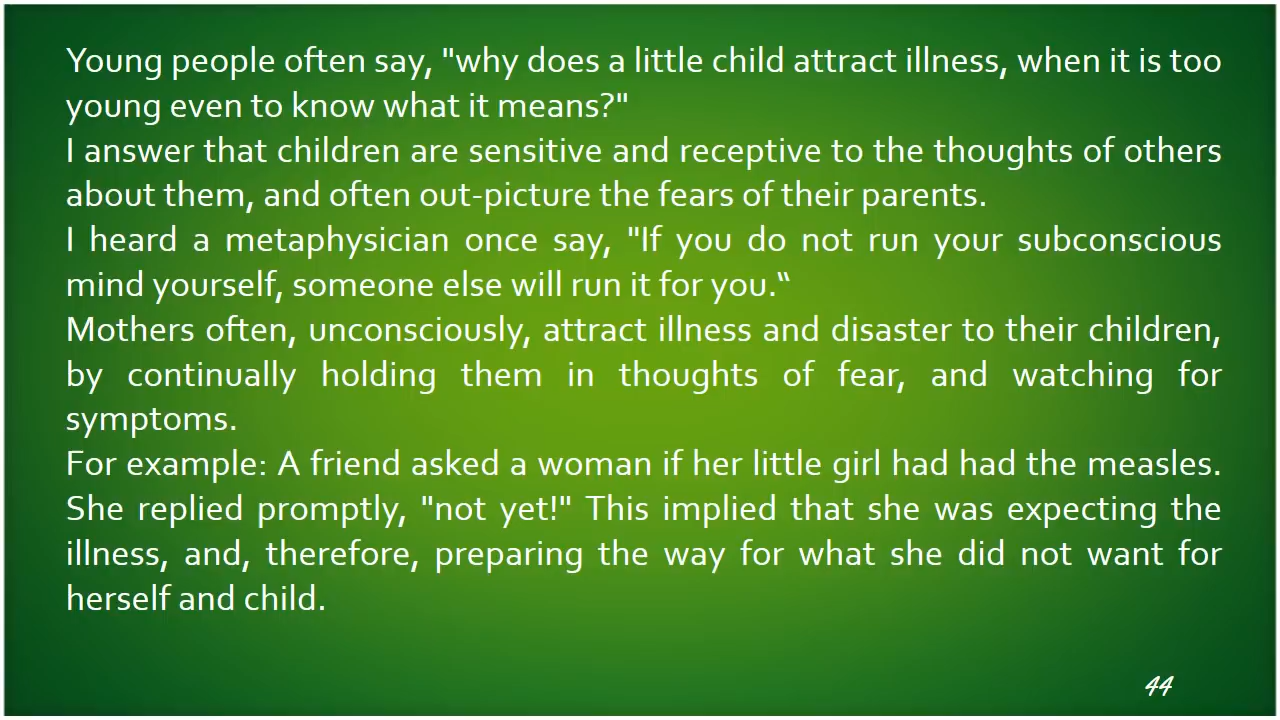 Young people often say, "why does a little child attract illness, when it is too
young even to know what it means?"
I answer that children are sensitive and receptive to the thoughts of others
about them, and often out-picture the fears of their parents.
I heard a metaphysician once say, "If you do not run your subconscious
mind yourself, someone else will run it for you.“
Mothers often, unconsciously, attract illness and disaster to their children,
by continually holding them in thoughts of fear, and watching for
symptoms.
For example: A friend asked a woman if her little girl had had the measles.
She replied promptly, "not yet!" This implied that she was expecting the
illness, and, therefore, preparing the way for what she did not want for
herself and child.
44